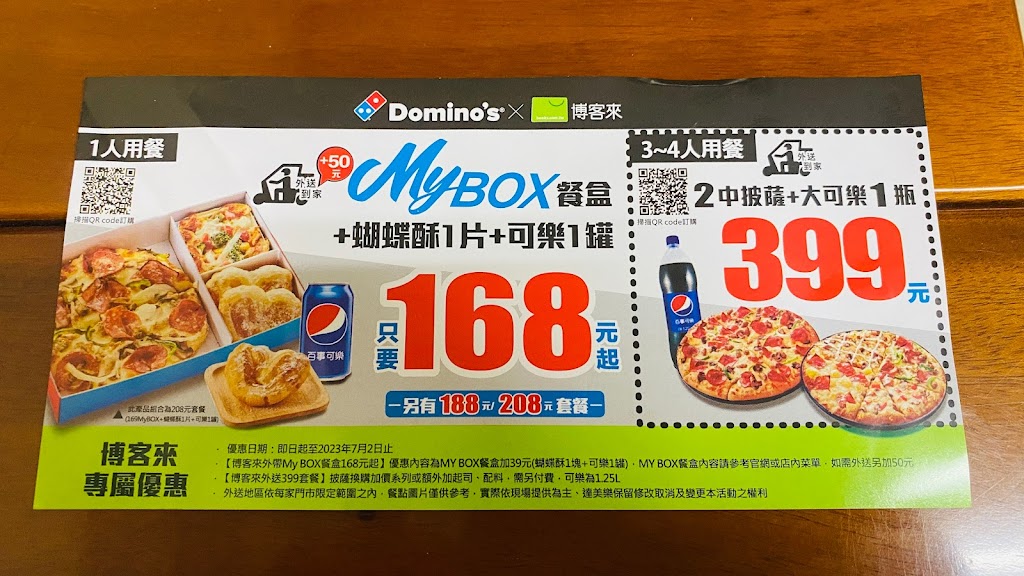 Domino's × 博客來
1人用餐
掃描QR code訂購
外送到家
+50元
MyBOX 餐盒
+蝴蝶酥1片+可樂1罐
只要168元起
另有 188元/ 208元 套餐
百事可樂
▲ 此產品組合為208元套餐
(169MyBOX+蝴蝶酥1片+可樂1罐)
3~4人用餐
掃描QR code訂購
外送到家
2中披薩+大可樂1瓶
399元
百事可樂
博客來
專屬優惠
· 優惠日期：即日起至2023年7月2日止
· 【博客來外帶My BOX餐盒168元起】優惠內容為MY BOX餐盒加39元(蝴蝶酥1塊+可樂1罐)，MY BOX餐盒內容請參考官網或店內菜單，如需外送另加50元
· 【博客來外送399套餐】披薩換購加價系列或額外加起司、配料，需另付費，可樂為1.25L
· 外送地區依每家門市限定範圍之內，餐點圖片僅供參考，實際依現場提供為主、達美樂保留修改取消及變更本活動之權利